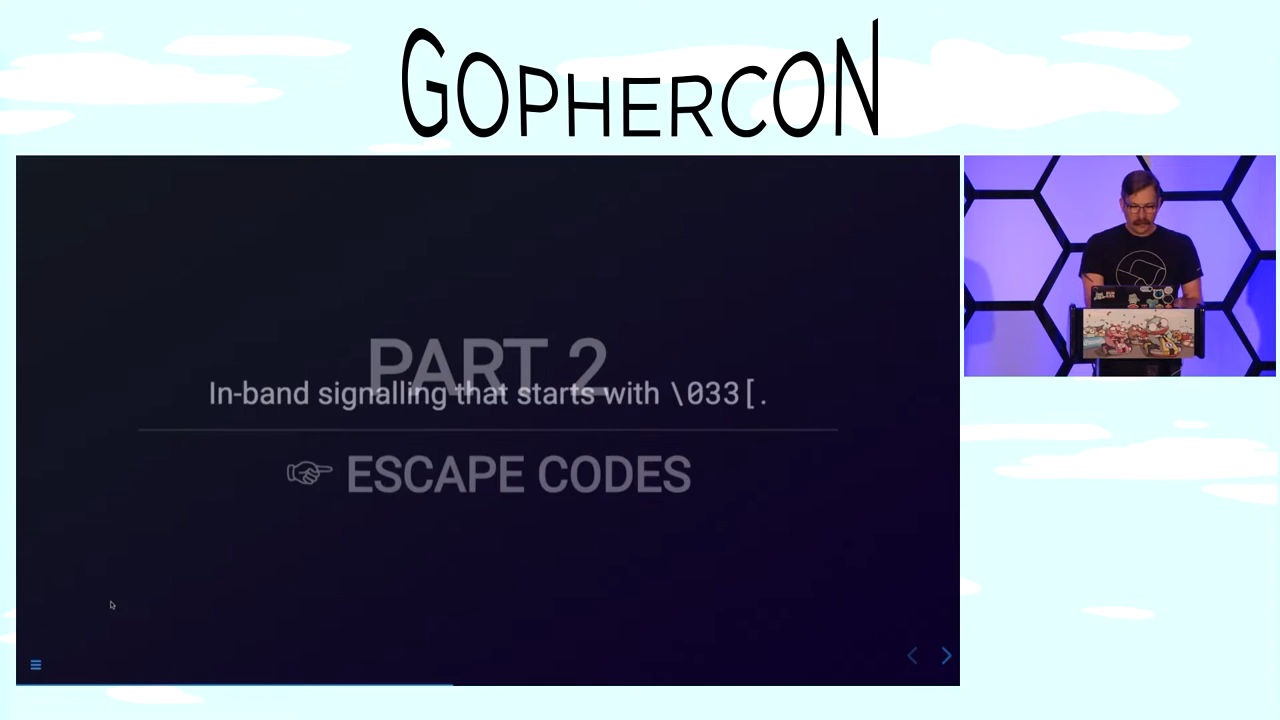 GOPHERCON
PART 2
In-band signalling that starts with \033[.
☞ ESCAPE CODES